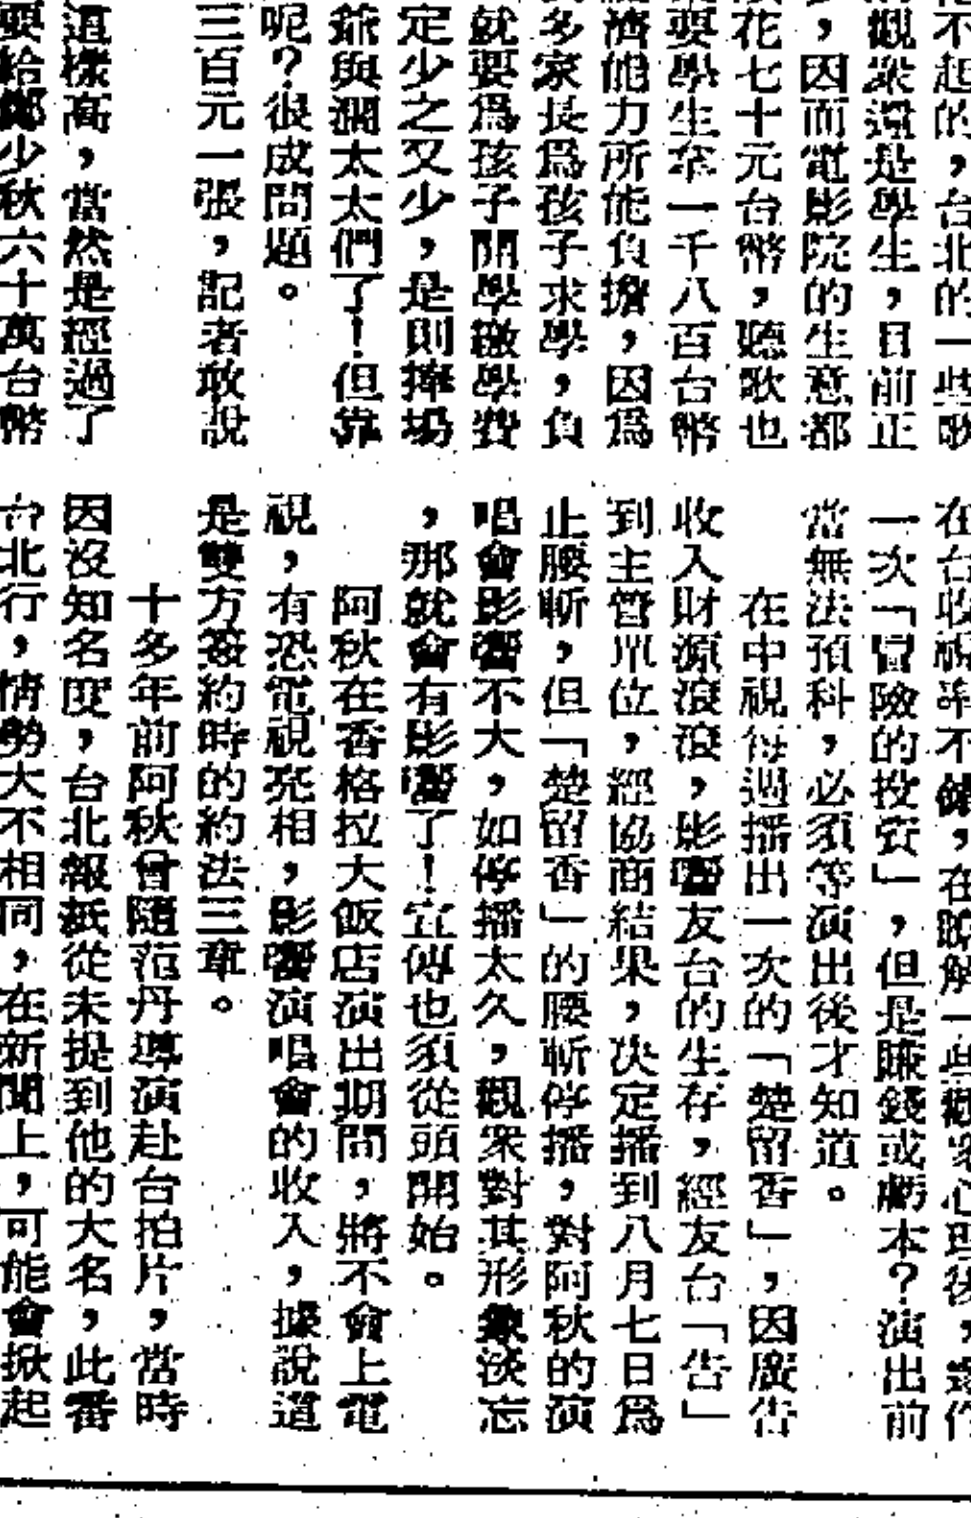 不起的，台北的一些歌
觀衆還是學生，目前正
，因而電影院的生意都
花七十元台幣，聽歌也
要學生拿一千八百台幣
濟能力所能負擔，因爲
多家長爲孩子求學，負
就要爲孩子開學繳學費
定少之又少，是則捧場
爺與濶太太們了！但靠
呢？很成問題。
三百元一張，記者敢說
這樣高，當然是經過了
要給鄭少秋六十萬台幣
在台收視率不錯，在瞭解一些觀衆心理後，
一次「冒險的投資」，但是賺錢或虧本？演出前
當無法預料，必須等演出後才知道。
在中視每週播出一次的「楚留香」，因廣告
收入財源滾滾，影響友台的生存，經友台「告」
到主管單位，經協商結果，決定播到八月七日爲
止腰斬，但「楚留香」的腰斬停播，對阿秋的演
唱會影響不大，如停播太久，觀衆對其形象淡忘
，那就會有影響了！宣傳也須從頭開始。
阿秋在香格拉大飯店演出期間，將不會上電
視，有恐電視亮相，影響演唱會的收入，據說這
是雙方簽約時的約法三章。
十多年前阿秋曾隨范丹導演赴台拍片，當時
因沒知名度，台北報紙從未提到他的大名，此番
台北行，情勢大不相同，在新聞上，可能會掀起